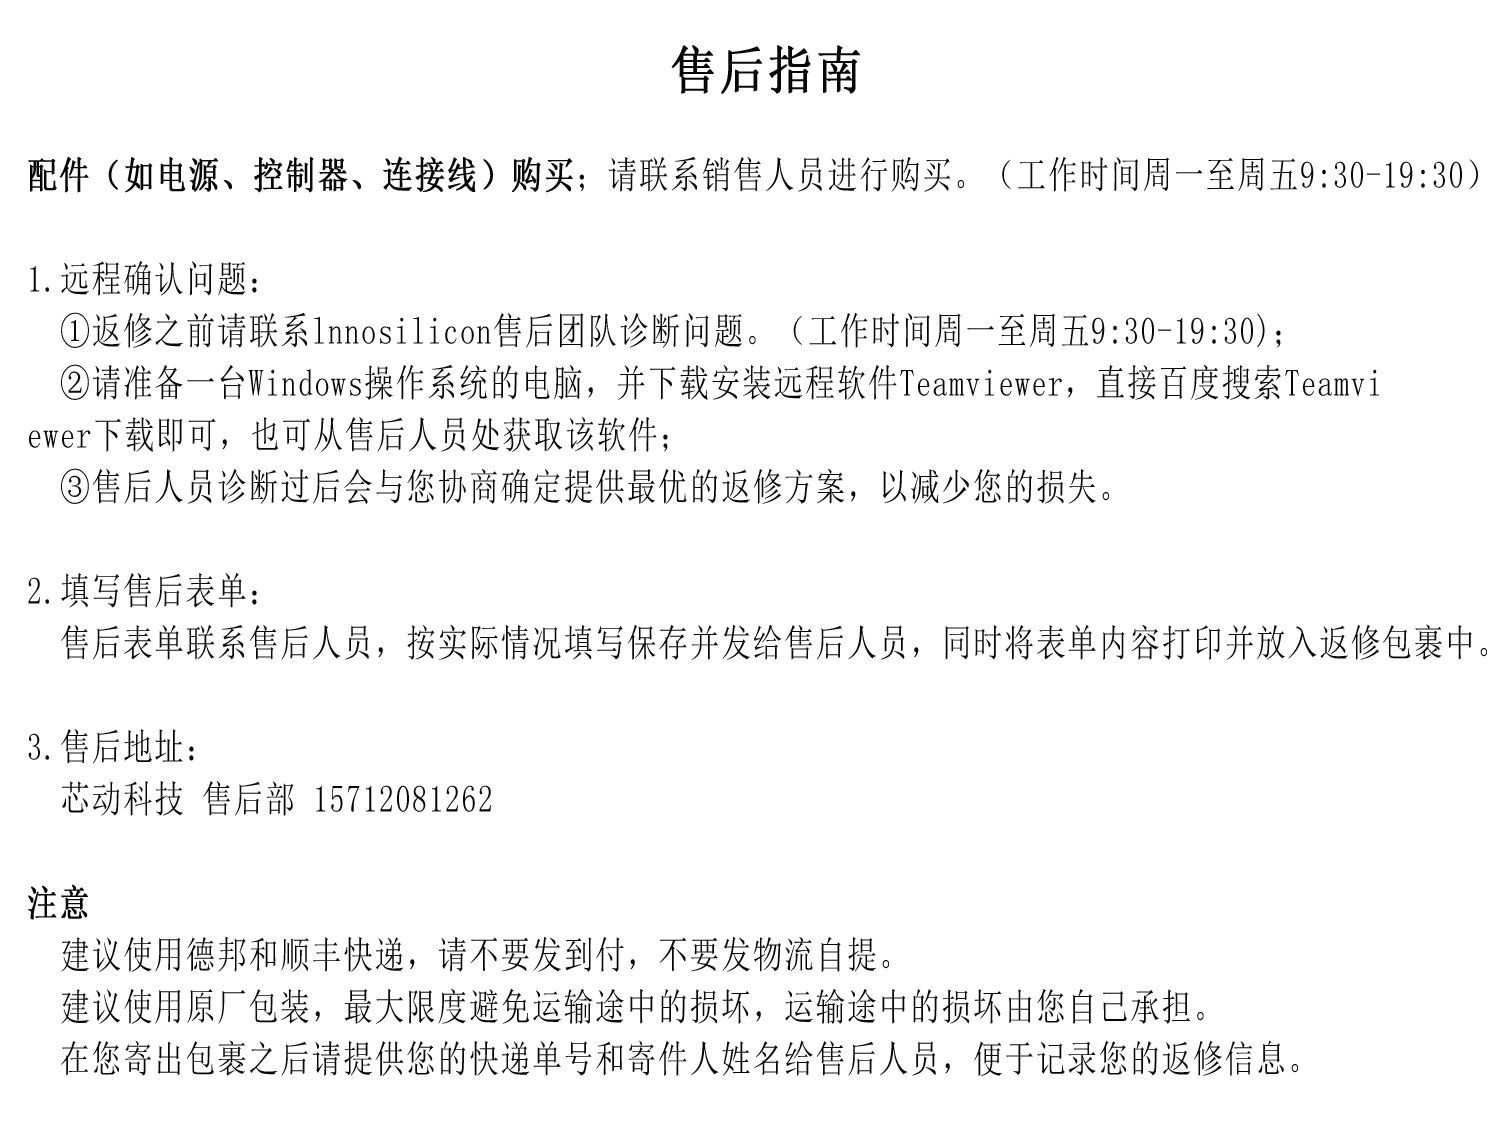 售后指南
配件（如电源、控制器、连接线）购买；请联系销售人员进行购买。（工作时间周一至周五9:30-19:30）
1.远程确认问题：
①返修之前请联系lnnosilicon售后团队诊断问题。（工作时间周一至周五9:30-19:30)；
②请准备一台Windows操作系统的电脑，并下载安装远程软件Teamviewer，直接百度搜索Teamvi
ewer下载即可，也可从售后人员处获取该软件；
③售后人员诊断过后会与您协商确定提供最优的返修方案，以减少您的损失。
2.填写售后表单：
售后表单联系售后人员，按实际情况填写保存并发给售后人员，同时将表单内容打印并放入返修包裹中。
3.售后地址：
芯动科技 售后部 15712081262
注意
建议使用德邦和顺丰快递，请不要发到付，不要发物流自提。
建议使用原厂包装，最大限度避免运输途中的损坏，运输途中的损坏由您自己承担。
在您寄出包裹之后请提供您的快递单号和寄件人姓名给售后人员，便于记录您的返修信息。